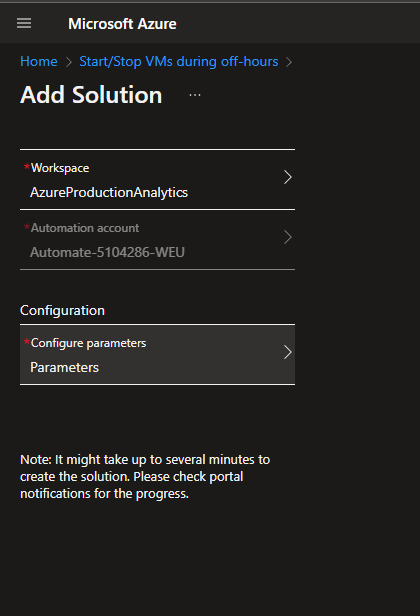 Microsoft Azure
Home > Start/Stop VMs during off-hours >
Add Solution ...
*Workspace
AzureProductionAnalytics
*Automation account
Automate-5104286-WEU
Configuration
*Configure parameters
Parameters
Note: It might take up to several minutes to
create the solution. Please check portal
notifications for the progress.